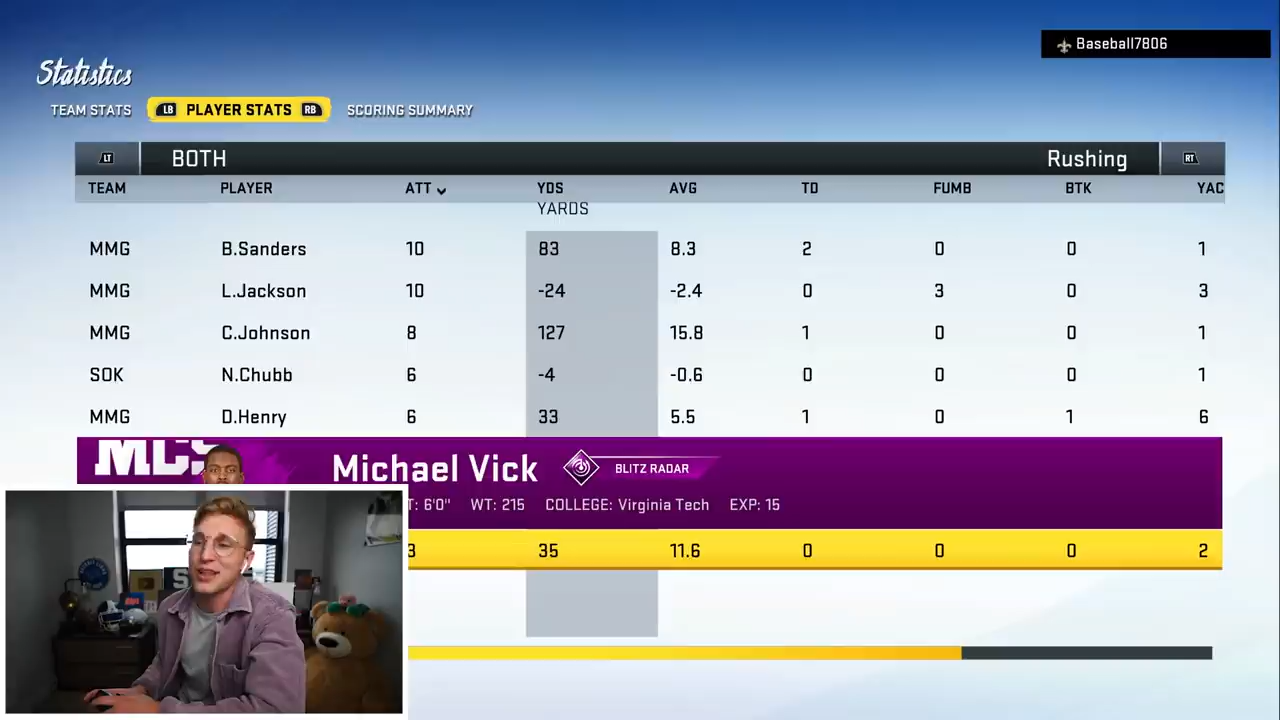 Baseball7806
Statistics
TEAM STATS LB PLAYER STATS RB SCORING SUMMARY
LT BOTH Rushing RT
TEAM PLAYER ATT YDS AVG TD FUMB BTK YAC
YARDS
MMG B.Sanders 10 83 8.3 2 0 0 1
MMG L.Jackson 10 -24 -2.4 0 3 0 3
MMG C.Johnson 8 127 15.8 1 0 0 1
SOK N.Chubb 6 -4 -0.6 0 0 0 1
MMG D.Henry 6 33 5.5 1 0 1 6
MCS Michael Vick BLITZ RADAR
T: 6'0" WT: 215 COLLEGE: Virginia Tech EXP: 15
3 35 11.6 0 0 0 2